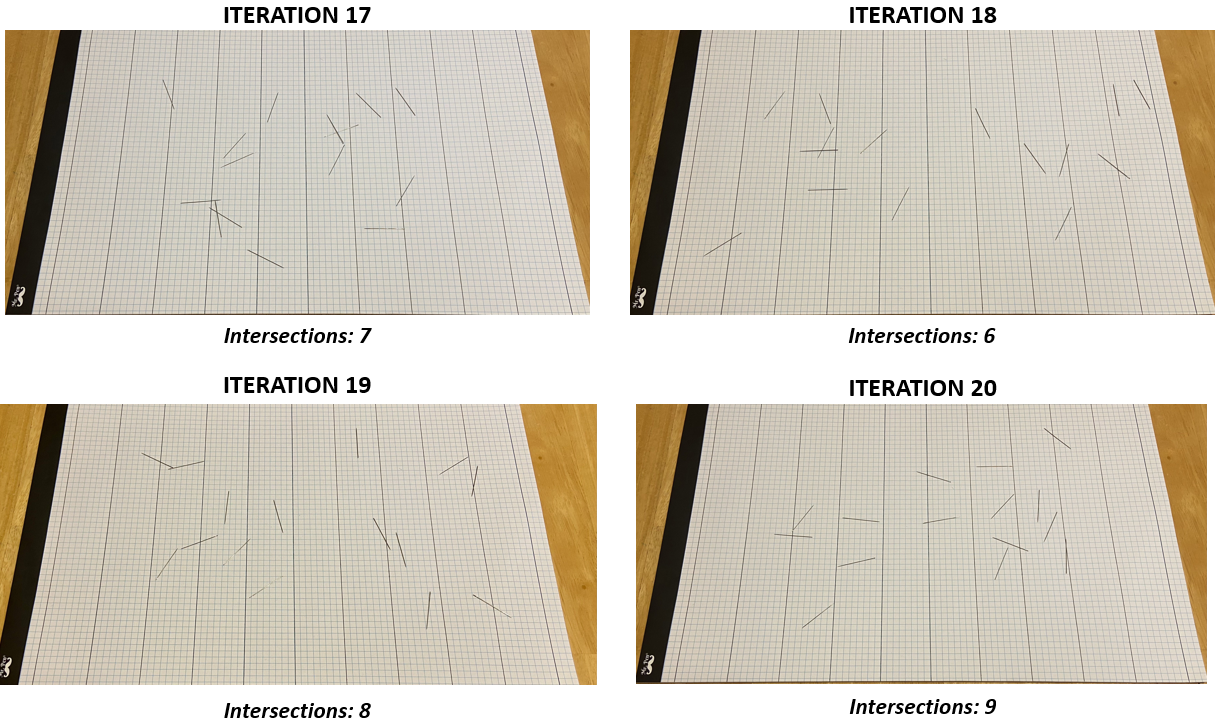 ITERATION 17
ITERATION 18
Intersections: 7
Intersections: 6
ITERATION 19
ITERATION 20
Intersections: 8
Intersections: 9